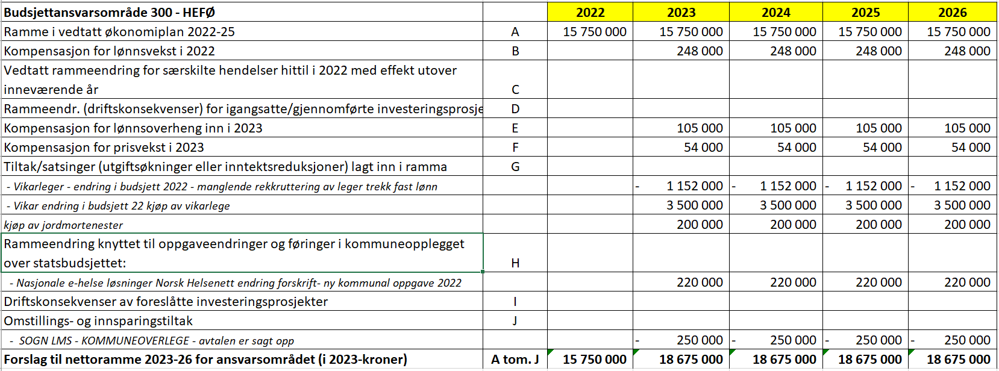 Budsjettansvarsområde 300 - HEFØ 2022 2023 2024 2025 2026
Ramme i vedtatt økonomiplan 2022-25 A 15 750 000 15 750 000 15 750 000 15 750 000 15 750 000
Kompensasjon for lønnsvekst i 2022 B 248 000 248 000 248 000 248 000
Vedtatt rammeendring for særskilte hendelser hittil i 2022 med effekt utover
inneværende år C
Rammeendr. (driftskonsekvenser) for igangsatte/gjennomførte investeringsprosje D
Kompensasjon for lønnsoverheng inn i 2023 E 105 000 105 000 105 000 105 000
Kompensasjon for prisvekst i 2023 F 54 000 54 000 54 000 54 000
Tiltak/satsinger (utgiftsøkninger eller inntektsreduksjoner) lagt inn i ramma G
- Vikarleger - endring i budsjett 2022 - manglende rekkruttering av leger trekk fast lønn - 1 152 000 - 1 152 000 - 1 152 000 - 1 152 000
- Vikar endring i budsjett 22 kjøp av vikarlege 3 500 000 3 500 000 3 500 000 3 500 000
kjøp av jordmortenester 200 000 200 000 200 000 200 000
Rammeendring knyttet til oppgaveendringer og føringer i kommuneopplegget
over statsbudsjettet: H
- Nasjonale e-helse løsninger Norsk Helsenett endring forskrift- ny kommunal oppgave 2022 220 000 220 000 220 000 220 000
Driftskonsekvenser av foreslåtte investeringsprosjekter I
Omstillings- og innsparingstiltak J
- SOGN LMS - KOMMUNEOVERLEGE - avtalen er sagt opp - 250 000 - 250 000 - 250 000 - 250 000
Forslag til nettoramme 2023-26 for ansvarsområdet (i 2023-kroner) A tom. J 15 750 000 18 675 000 18 675 000 18 675 000 18 675 000